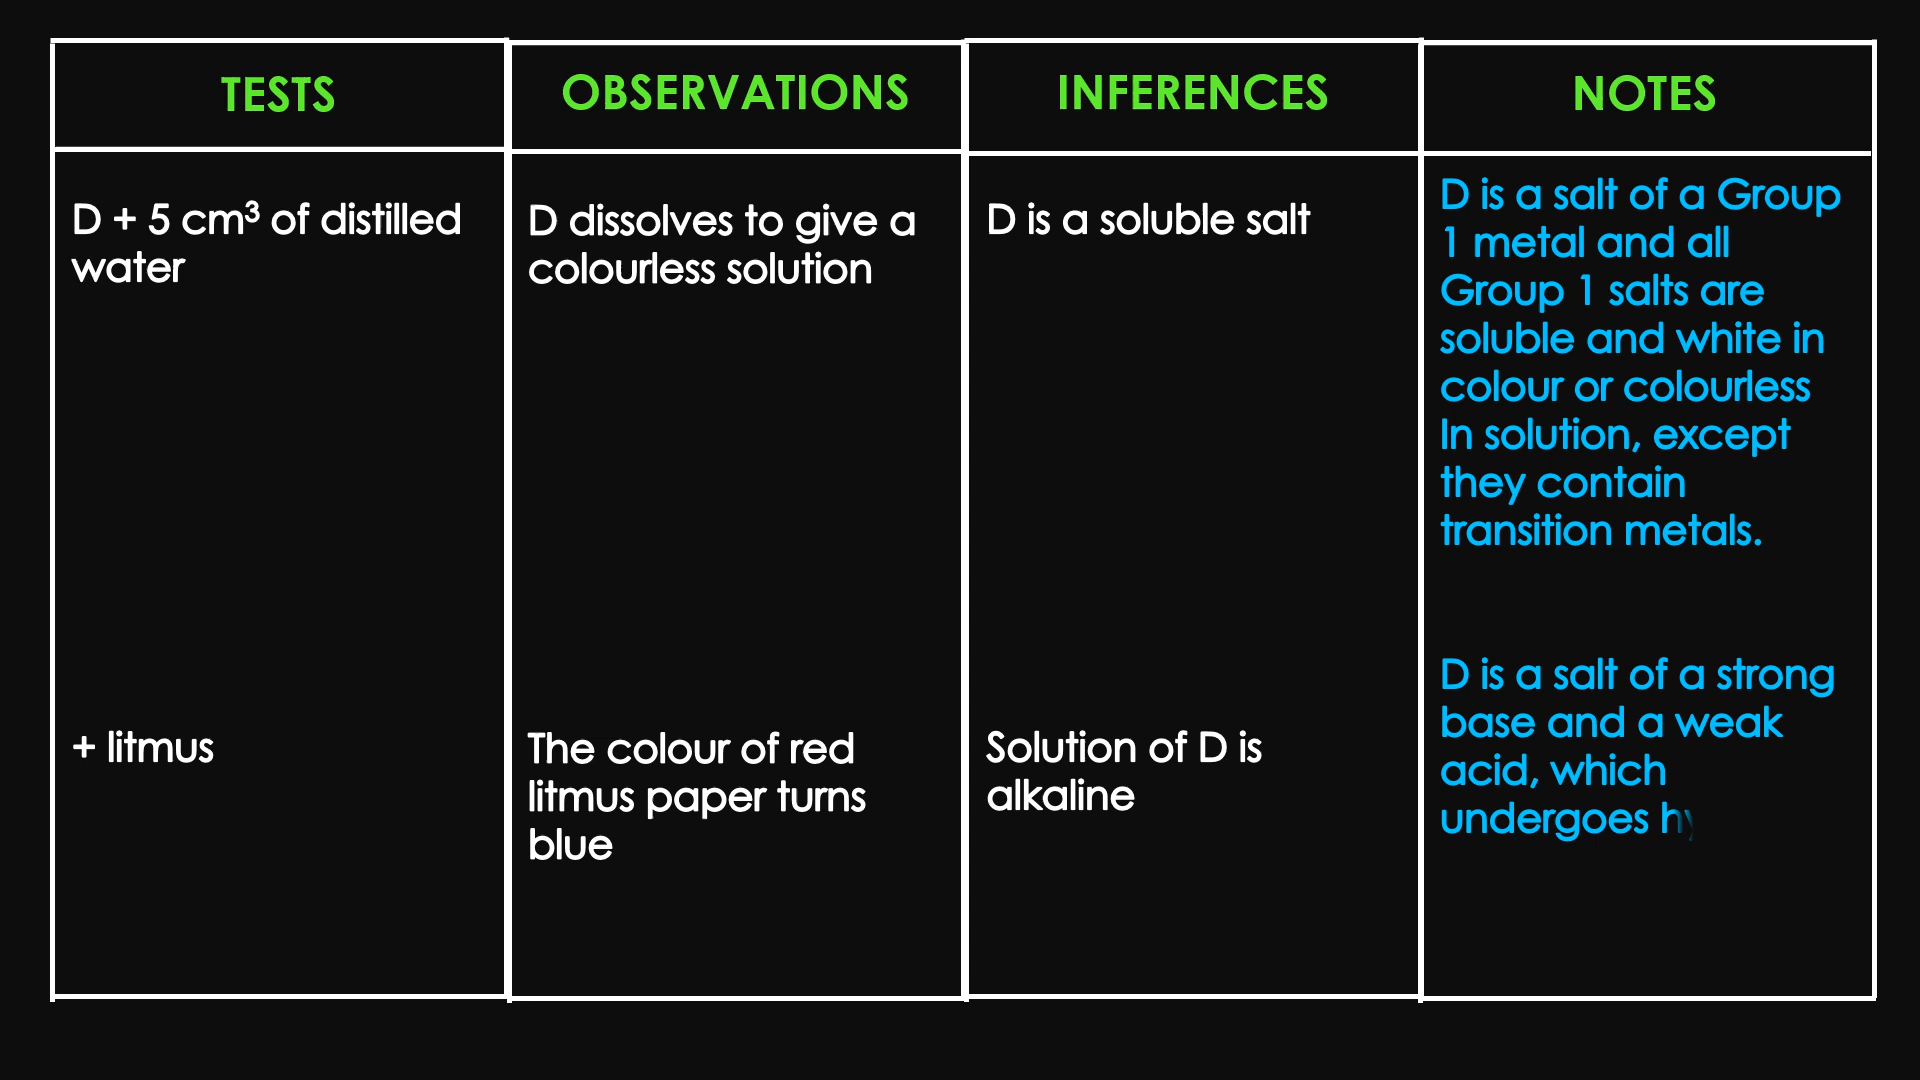 TESTS
OBSERVATIONS
INFERENCES
NOTES
D + 5 cm³ of distilled
water
D dissolves to give a
colourless solution
D is a soluble salt
D is a salt of a Group
1 metal and all
Group 1 salts are
soluble and white in
colour or colourless
In solution, except
they contain
transition metals.
+ litmus
The colour of red
litmus paper turns
blue
Solution of D is
alkaline
D is a salt of a strong
base and a weak
acid, which
undergoes